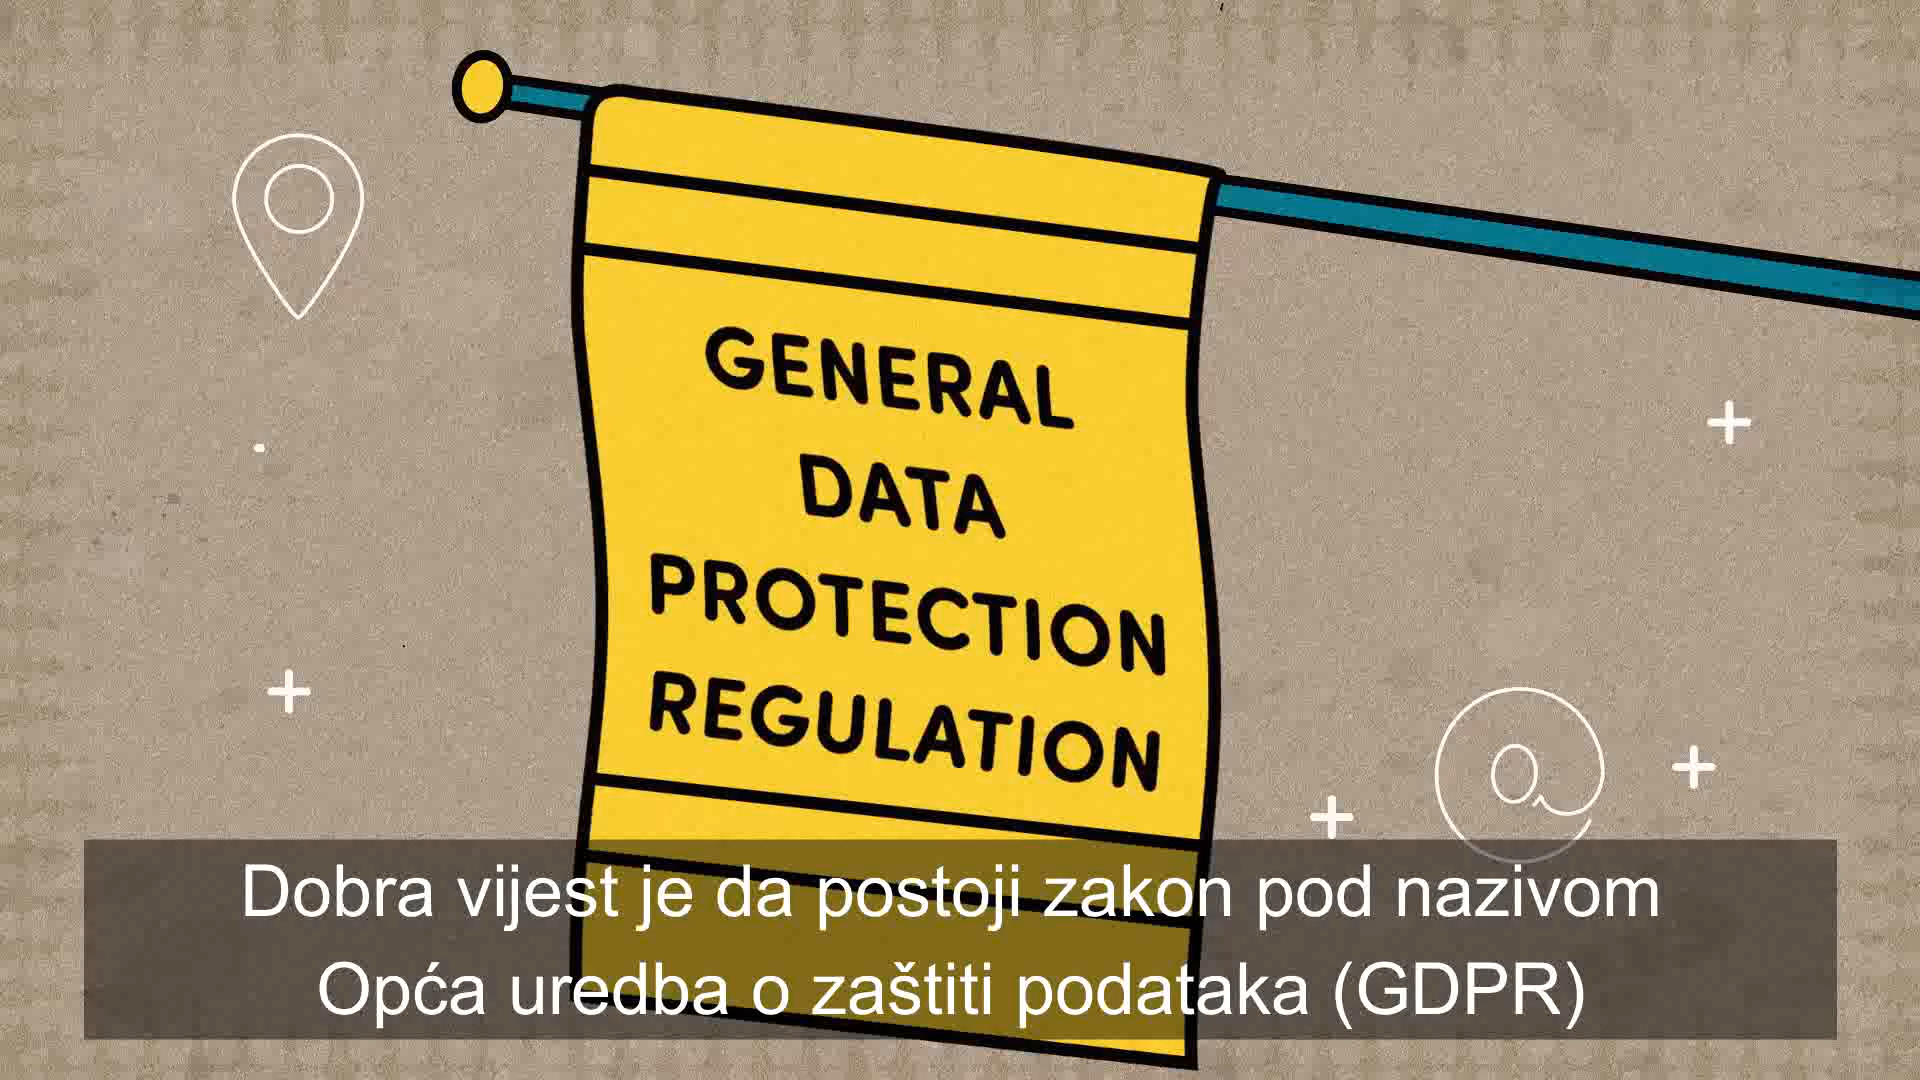 GENERAL
DATA
PROTECTION
REGULATION
Dobra vijest je da postoji zakon pod nazivom
Opća uredba o zaštiti podataka (GDPR)